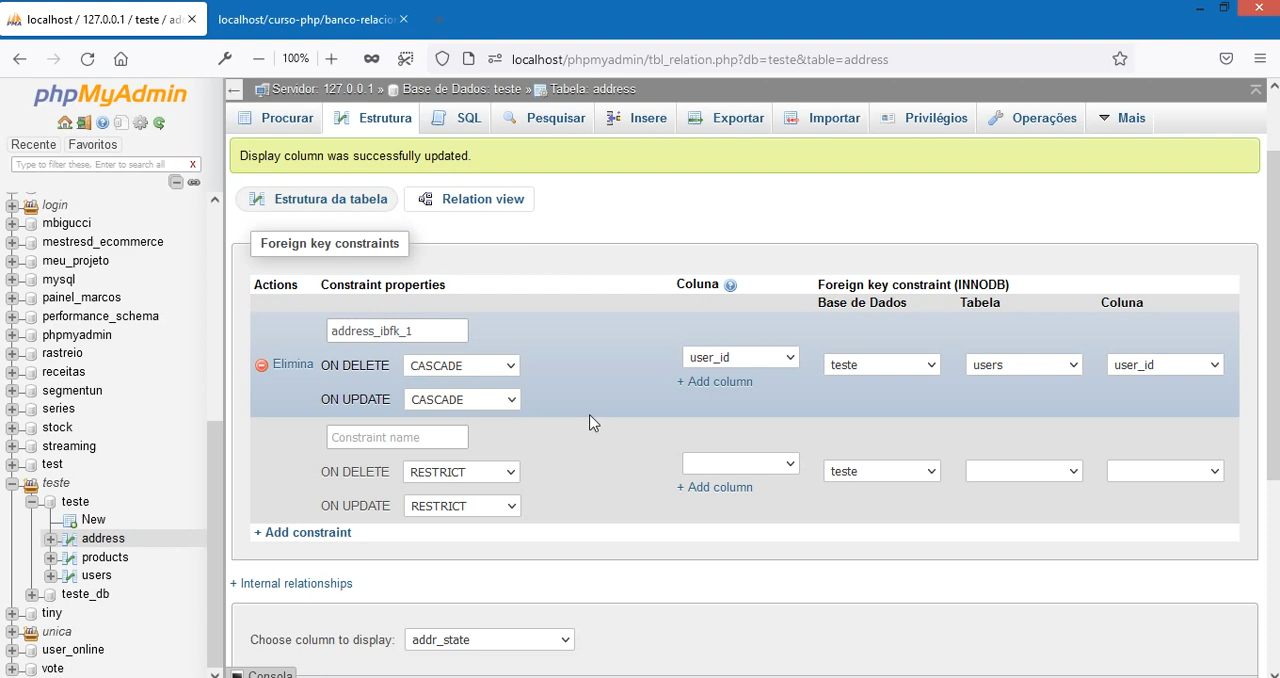 localhost / 127.0.0.1 / teste / ad
localhost/curso-php/banco-relacio
100%
localhost/phpmyadmin/tbl_relation.php?db=teste&table=address
phpMyAdmin
Recente Favoritos
Type to filter these, Enter to search all X
login
mbigucci
mestresd_ecommerce
meu_projeto
mysql
painel_marcos
performance_schema
phpmyadmin
rastreio
receitas
segmentun
series
stock
streaming
test
teste
teste
New
address
products
users
teste_db
tiny
unica
user_online
vote
Servidor: 127.0.0.1 » Base de Dados: teste » Tabela: address
Procurar Estrutura SQL Pesquisar Insere Exportar Importar Privilégios Operações Mais
Display column was successfully updated.
Estrutura da tabela Relation view
Foreign key constraints
Actions Constraint properties Coluna Foreign key constraint (INNODB)
Base de Dados Tabela Coluna
address_ibfk_1
Elimina ON DELETE CASCADE user_id teste users user_id
+ Add column
ON UPDATE CASCADE
Constraint name
ON DELETE RESTRICT teste
+ Add column
ON UPDATE RESTRICT
+ Add constraint
+ Internal relationships
Choose column to display: addr_state
Consola